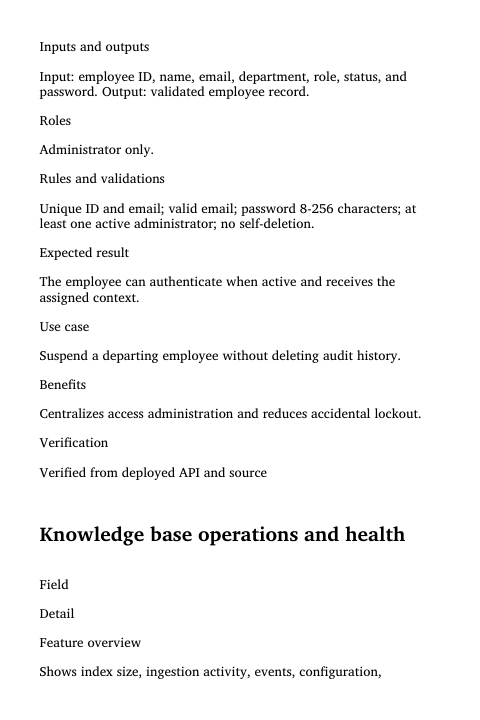 Inputs and outputs
Input: employee ID, name, email, department, role, status, and
password. Output: validated employee record.
Roles
Administrator only.
Rules and validations
Unique ID and email; valid email; password 8-256 characters; at
least one active administrator; no self-deletion.
Expected result
The employee can authenticate when active and receives the
assigned context.
Use case
Suspend a departing employee without deleting audit history.
Benefits
Centralizes access administration and reduces accidental lockout.
Verification
Verified from deployed API and source
Knowledge base operations and health
Field
Detail
Feature overview
Shows index size, ingestion activity, events, configuration,